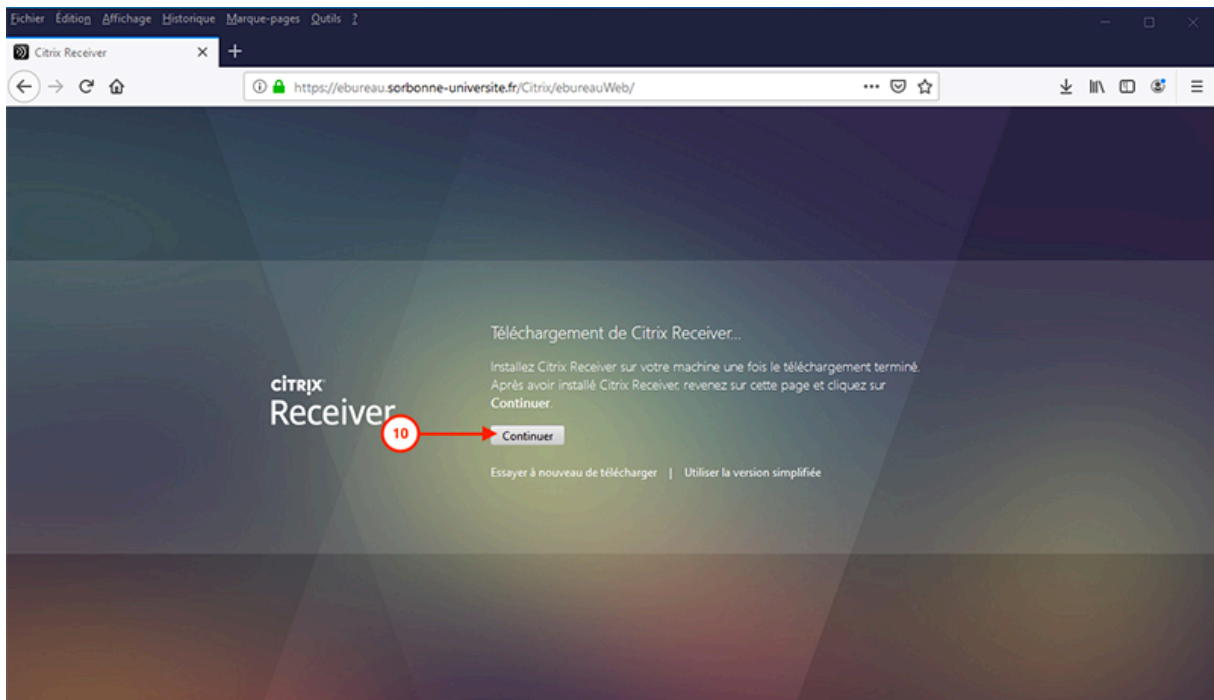 Fichier Édition Affichage Historique Marque-pages Outils ?
Citrix Receiver
https://ebureau.sorbonne-universite.fr/Citrix/ebureauWeb/
Téléchargement de Citrix Receiver...
Installez Citrix Receiver sur votre machine une fois le téléchargement terminé.
Après avoir installé Citrix Receiver, revenez sur cette page et cliquez sur
Continuer.
CITRIX
Receiver
10
Continuer
Essayer à nouveau de télécharger | Utiliser la version simplifiée